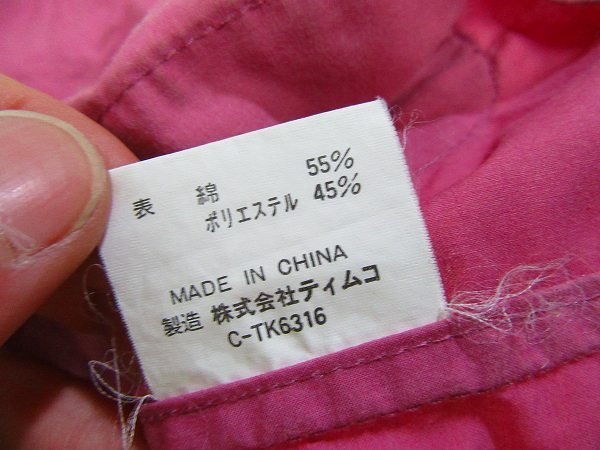 表 綿 55%
ポリエステル 45%
MADE IN CHINA
製造 株式会社ティムコ
C-TK6316